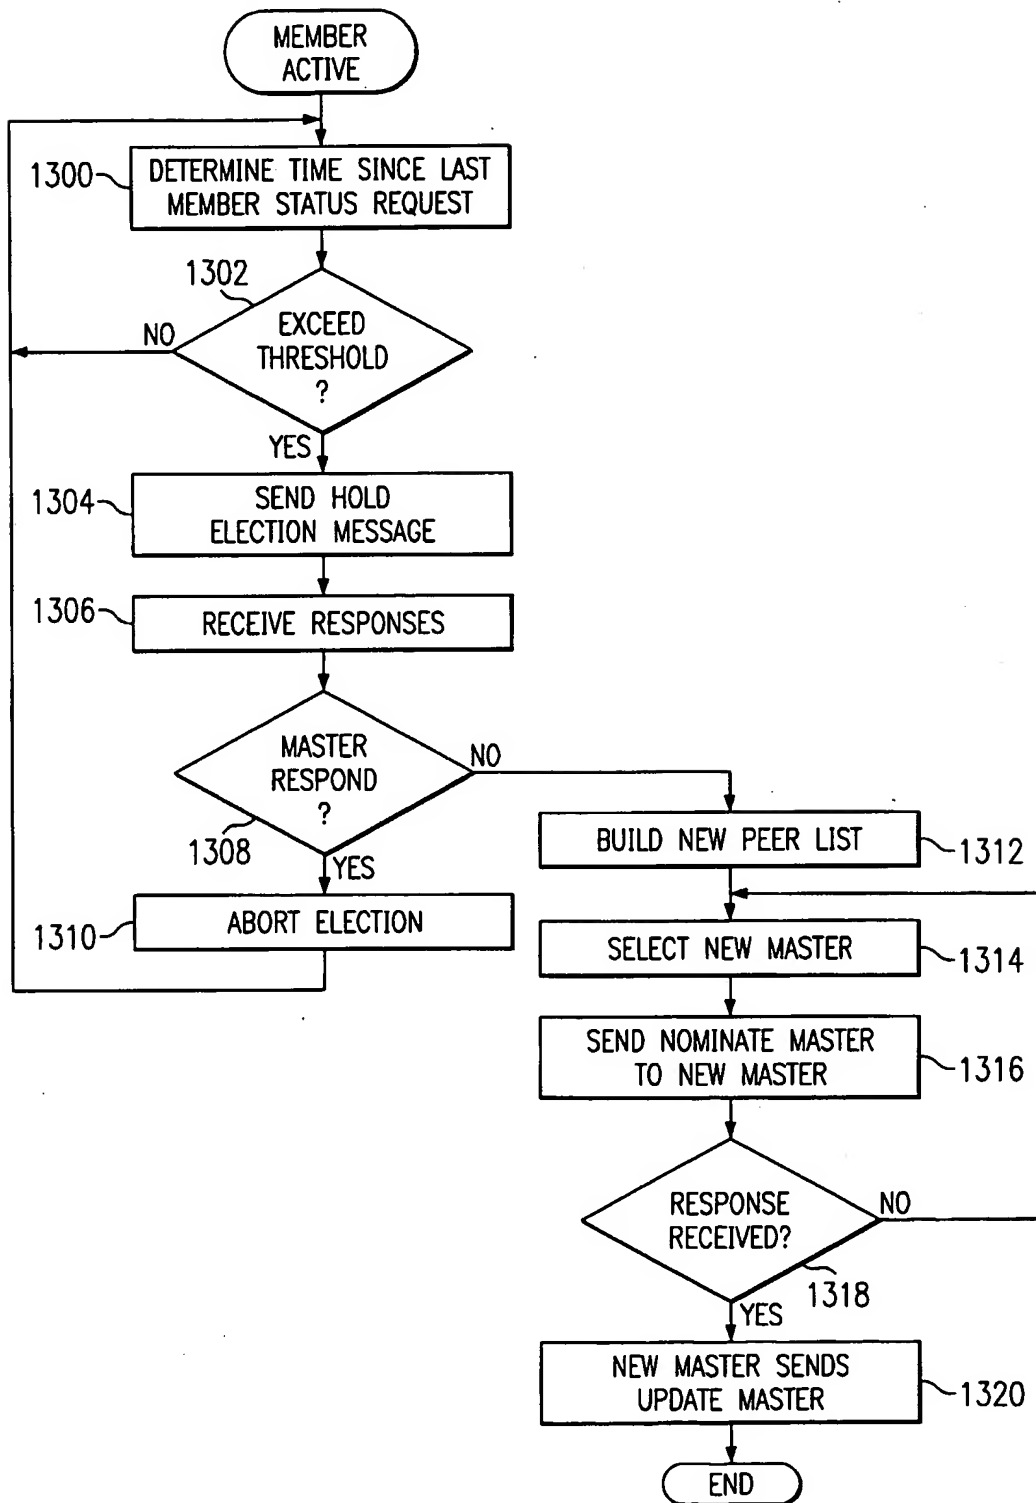 MEMBER
ACTIVE
1300
DETERMINE TIME SINCE LAST
MEMBER STATUS REQUEST
1302
EXCEED
THRESHOLD
?
NO
YES
1304
SEND HOLD
ELECTION MESSAGE
1306
RECEIVE RESPONSES
MASTER
RESPOND
?
NO
1308
YES
1310
ABORT ELECTION
BUILD NEW PEER LIST
1312
SELECT NEW MASTER
1314
SEND NOMINATE MASTER
TO NEW MASTER
1316
RESPONSE
RECEIVED?
NO
1318
YES
NEW MASTER SENDS
UPDATE MASTER
1320
END